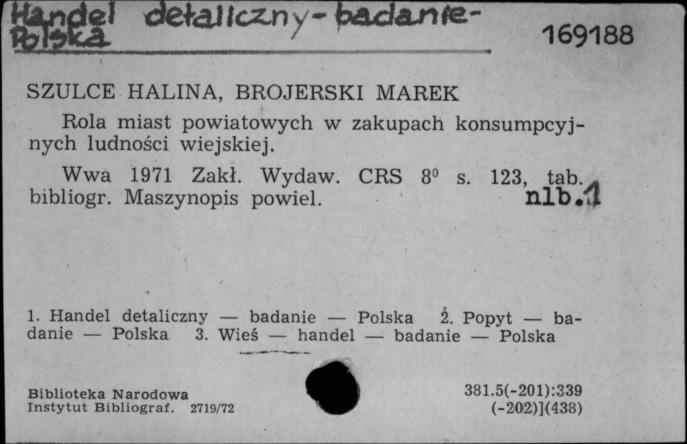 Handel detaliczny-badanie-
Polska
169188
SZULCE HALINA, BROJERSKI MAREK
Rola miast powiatowych w zakupach konsumpcyj-
nych ludności wiejskiej.
Wwa 1971 Zakł. Wydaw. CRS 8⁰ s. 123, tab.
bibliogr. Maszynopis powiel. nlb.1
1. Handel detaliczny — badanie — Polska 2. Popyt — ba-
danie — Polska 3. Wieś — handel — badanie — Polska
Biblioteka Narodowa 381.5(-201):339
Instytut Bibliograf. 2719/72 (-202)](438)